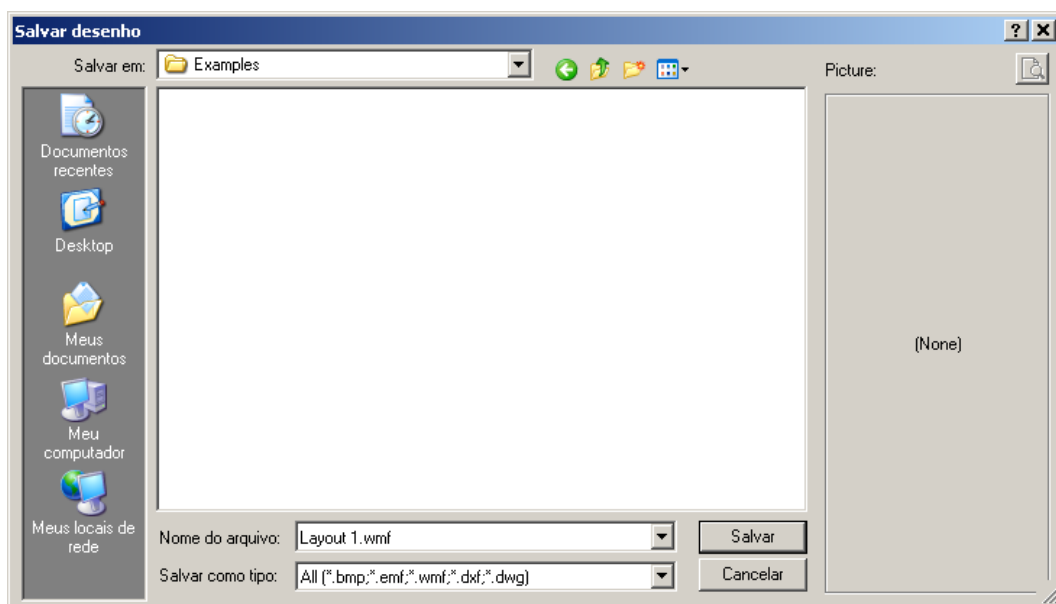 Salvar desenho
Salvar em:
Examples
Picture:
Documentos
recentes
Desktop
Meus
documentos
Meu
computador
Meus locais de
rede
(None)
Nome do arquivo:
Layout 1.wmf
Salvar
Salvar como tipo:
All (*.bmp;*.emf;*.wmf;*.dxf;*.dwg)
Cancelar